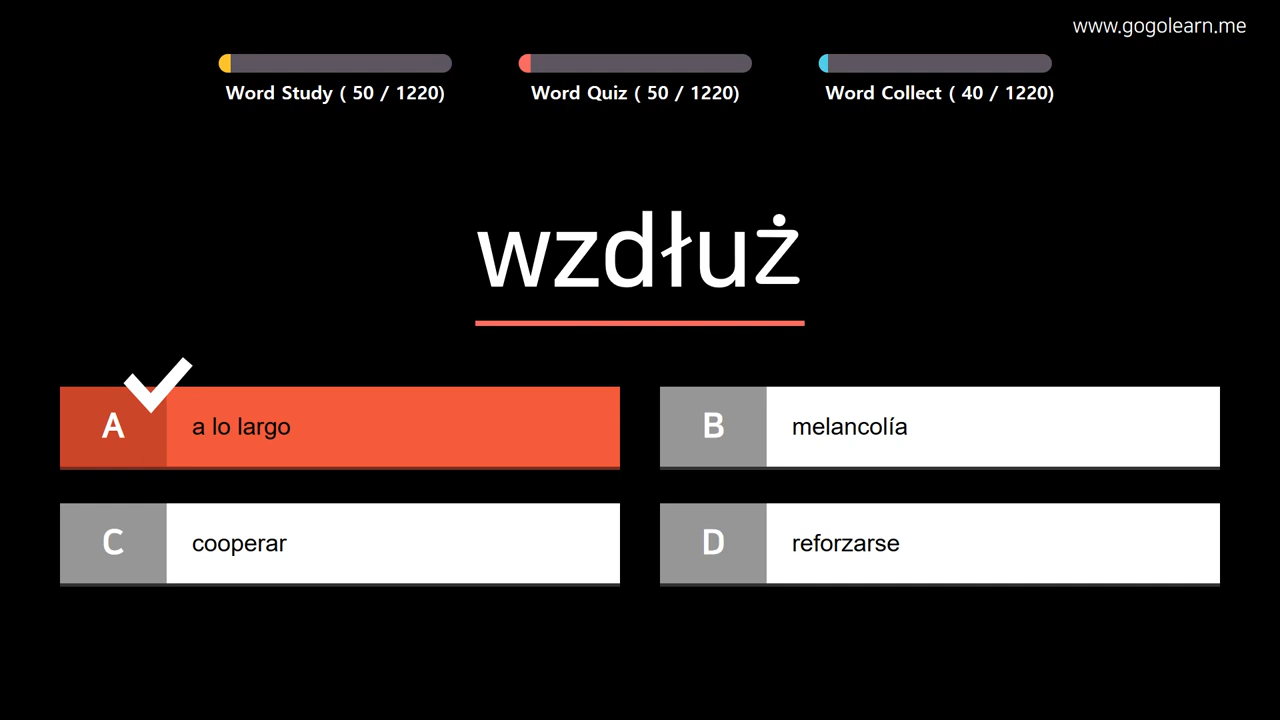 www.gogolearn.me
Word Study ( 50 / 1220)
Word Quiz ( 50 / 1220)
Word Collect ( 40 / 1220)
wzdłuż
A a lo largo
B melancolía
C cooperar
D reforzarse